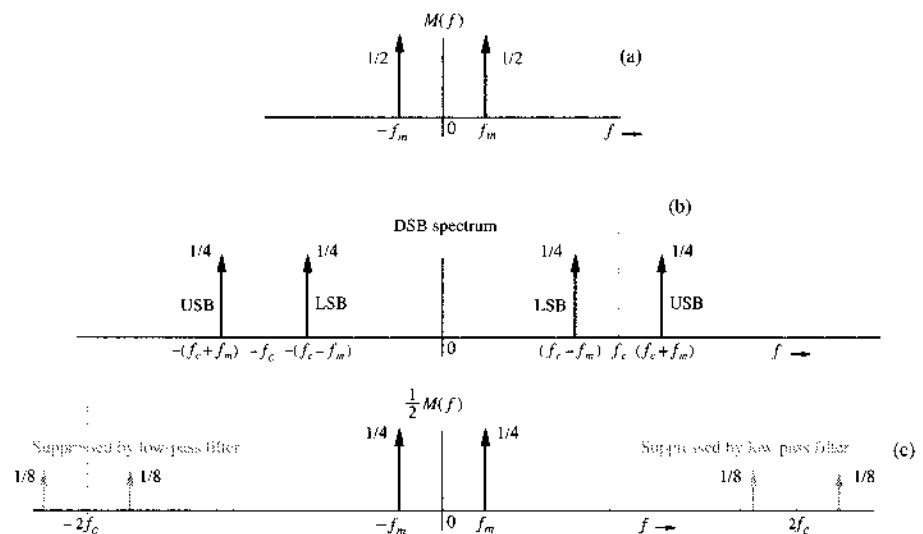 M(f)
1/2 1/2 (a)
−f_m 0 f_m f →
(b)
DSB spectrum
1/4 1/4 1/4 1/4
USB LSB LSB USB
−(f_c + f_m) −f_c −(f_c − f_m) 0 (f_c − f_m) f_c (f_c + f_m) f →
1/2 M(f)
Suppressed by low-pass filter 1/4 1/4 Suppressed by low-pass filter (c)
1/8 1/8 1/8 1/8
−2f_c −f_m 0 f_m f → 2f_c